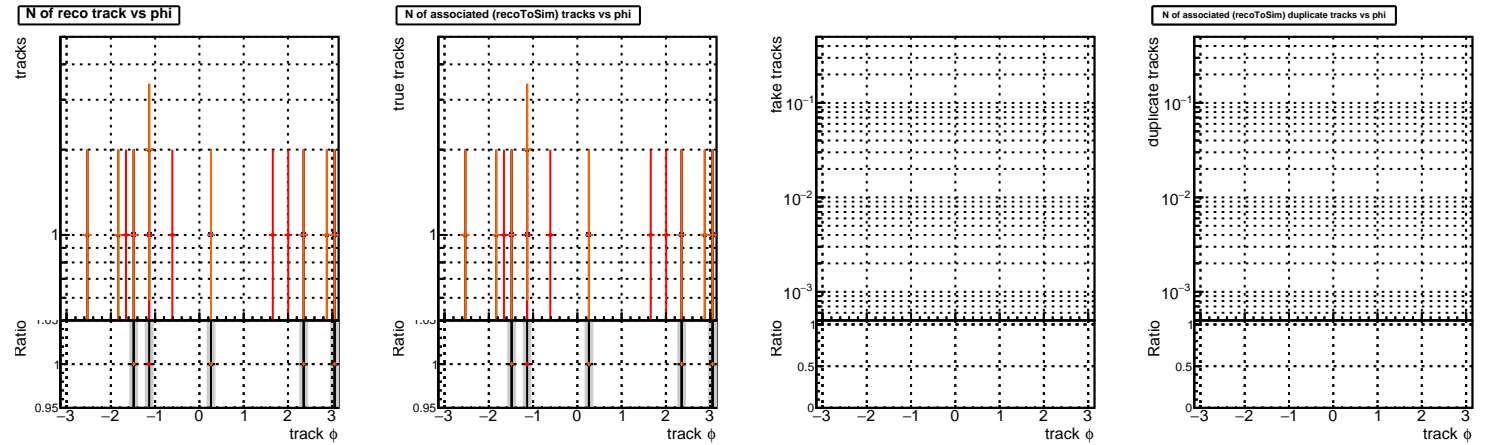 N of reco track vs phi
tracks
1
Ratio
1.05
1
0.95
−3 −2 −1 0 1 2 3
track ϕ
N of associated (recoToSim) tracks vs phi
true tracks
1
Ratio
1.05
1
0.95
−3 −2 −1 0 1 2 3
track ϕ
fake tracks
10−1
10−2
10−3
Ratio
1
0.5
0
−3 −2 −1 0 1 2 3
track ϕ
N of associated (recoToSim) duplicate tracks vs phi
duplicate tracks
10−1
10−2
10−3
Ratio
1
0.5
0
−3 −2 −1 0 1 2 3
track ϕ